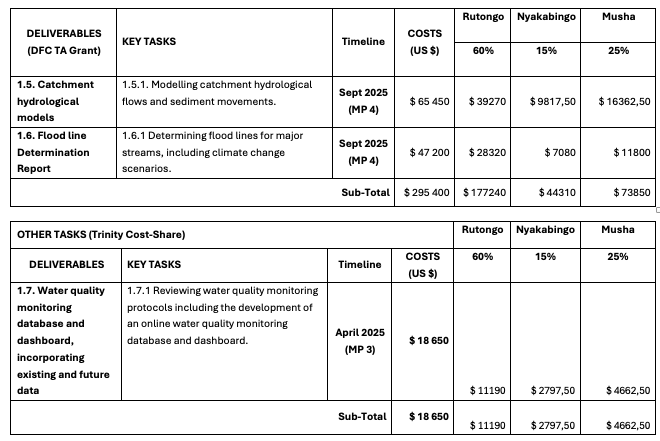 DELIVERABLES (DFC TA Grant) KEY TASKS Timeline COSTS (US $) Rutongo Nyakabingo Musha
60% 15% 25%
1.5. Catchment 1.5.1. Modelling catchment hydrological
hydrological flows and sediment movements. Sept 2025 (MP 4) $ 65 450 $ 39270 $ 9817,50 $ 16362,50
models
1.6. Flood line 1.6.1 Determining flood lines for major
Determination streams, including climate change Sept 2025 (MP 4) $ 47 200 $ 28320 $ 7080 $ 11800
Report scenarios.
Sub-Total $ 295 400 $ 177240 $ 44310 $ 73850
OTHER TASKS (Trinity Cost-Share) Rutongo Nyakabingo Musha
DELIVERABLES KEY TASKS Timeline COSTS (US $) 60% 15% 25%
1.7. Water quality 1.7.1 Reviewing water quality monitoring
monitoring protocols including the development of
database and an online water quality monitoring
dashboard, database and dashboard. April 2025 (MP 3) $ 18 650
incorporating
existing and future
data $ 11190 $ 2797,50 $ 4662,50
Sub-Total $ 18 650 $ 11190 $ 2797,50 $ 4662,50